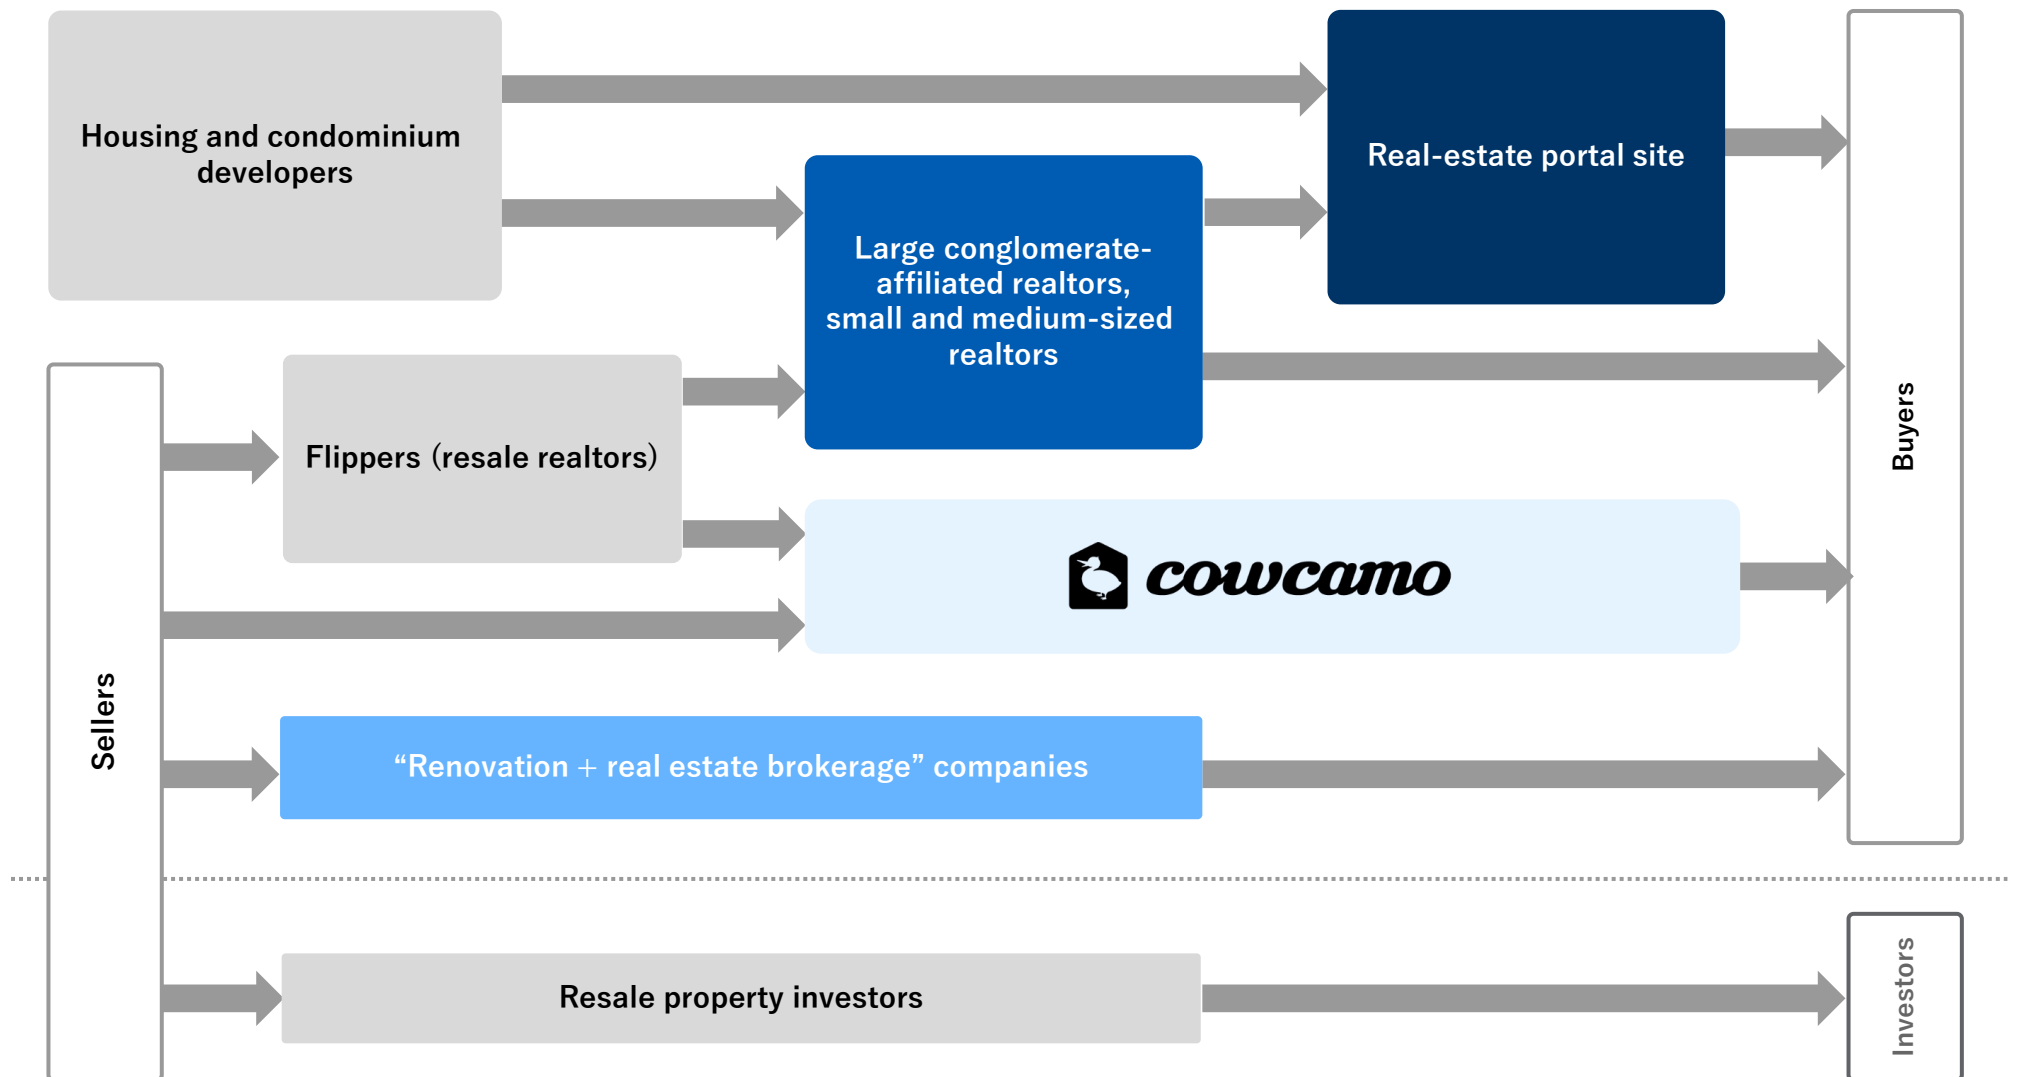 Housing and condominium
developers
Real-estate portal site
Large conglomerate-
affiliated realtors,
small and medium-sized
realtors
Buyers
Flippers (resale realtors)
cowcamo
Sellers
“Renovation + real estate brokerage” companies
Resale property investors
Investors